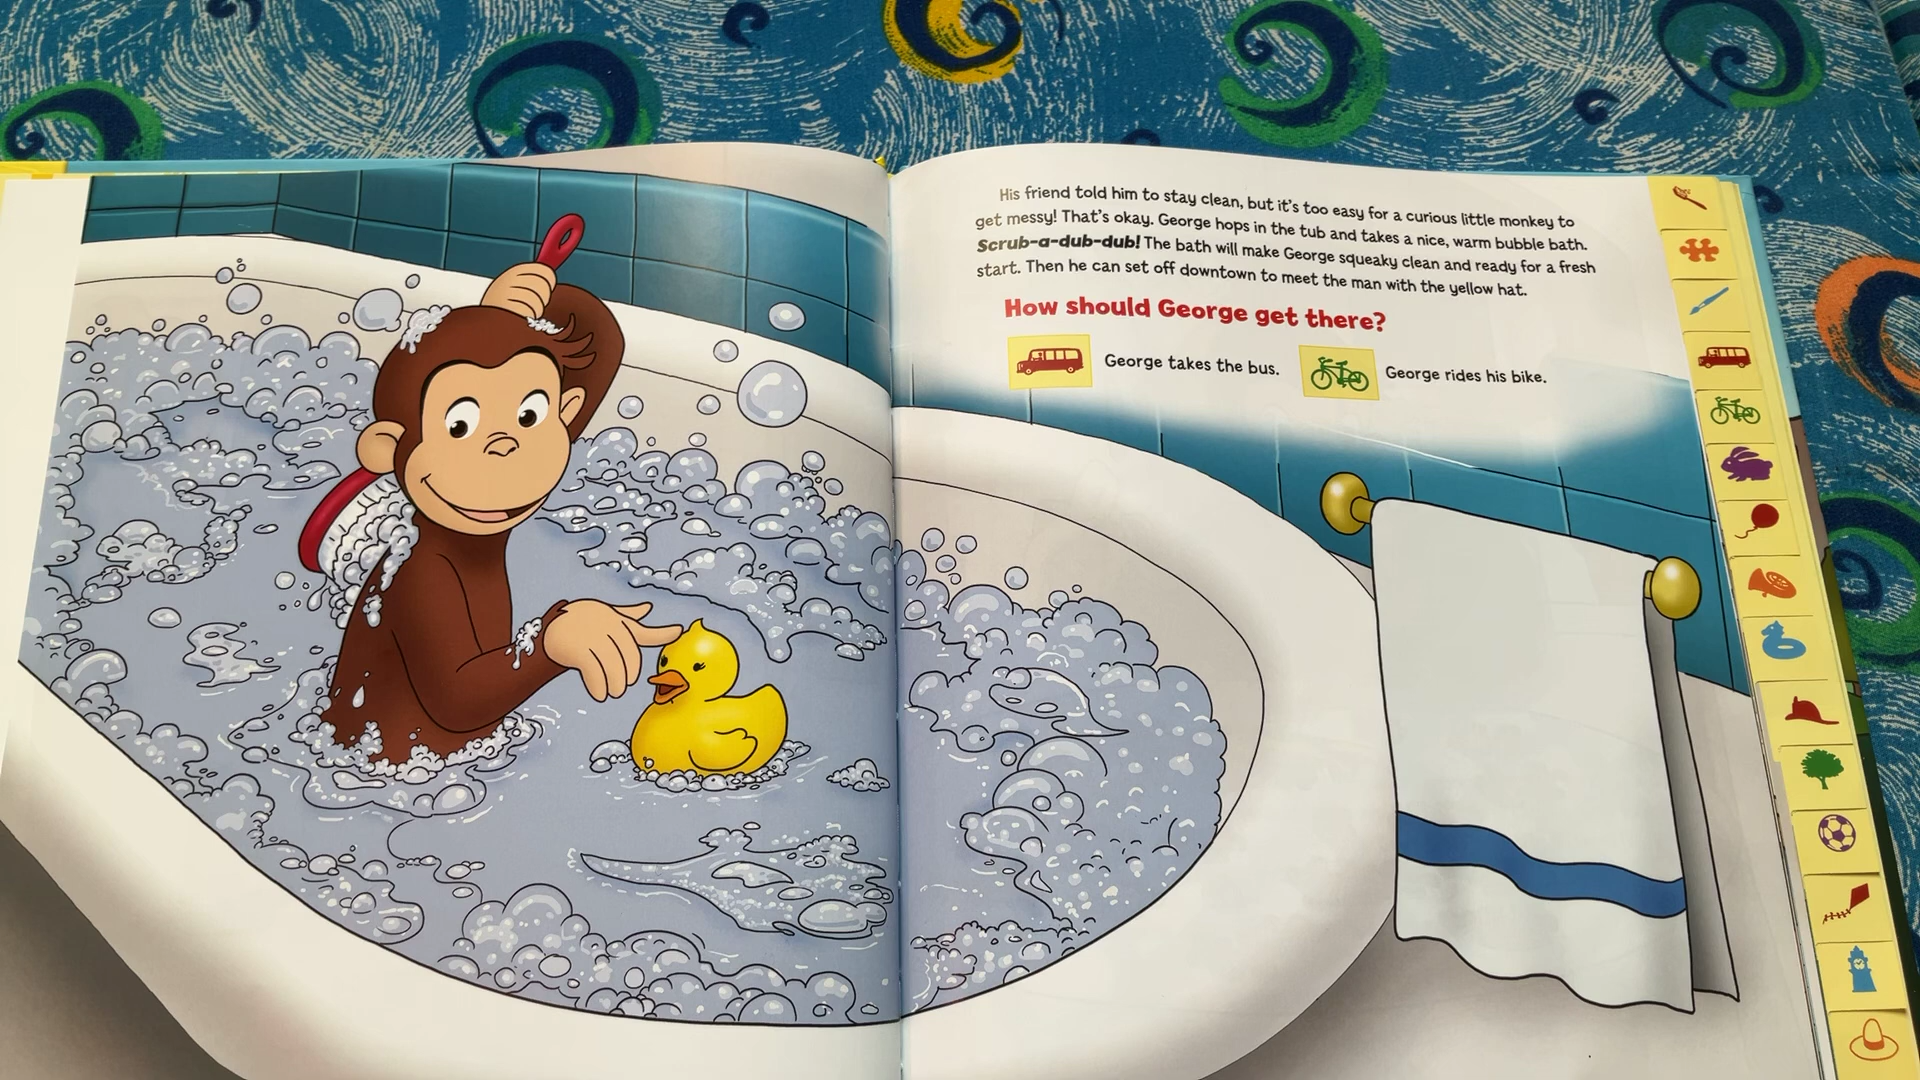 His friend told him to stay clean, but it's too easy for a curious little monkey to
get messy! That's okay. George hops in the tub and takes a nice, warm bubble bath.
Scrub-a-dub-dub! The bath will make George squeaky clean and ready for a fresh
start. Then he can set off downtown to meet the man with the yellow hat.
How should George get there?
George takes the bus. George rides his bike.